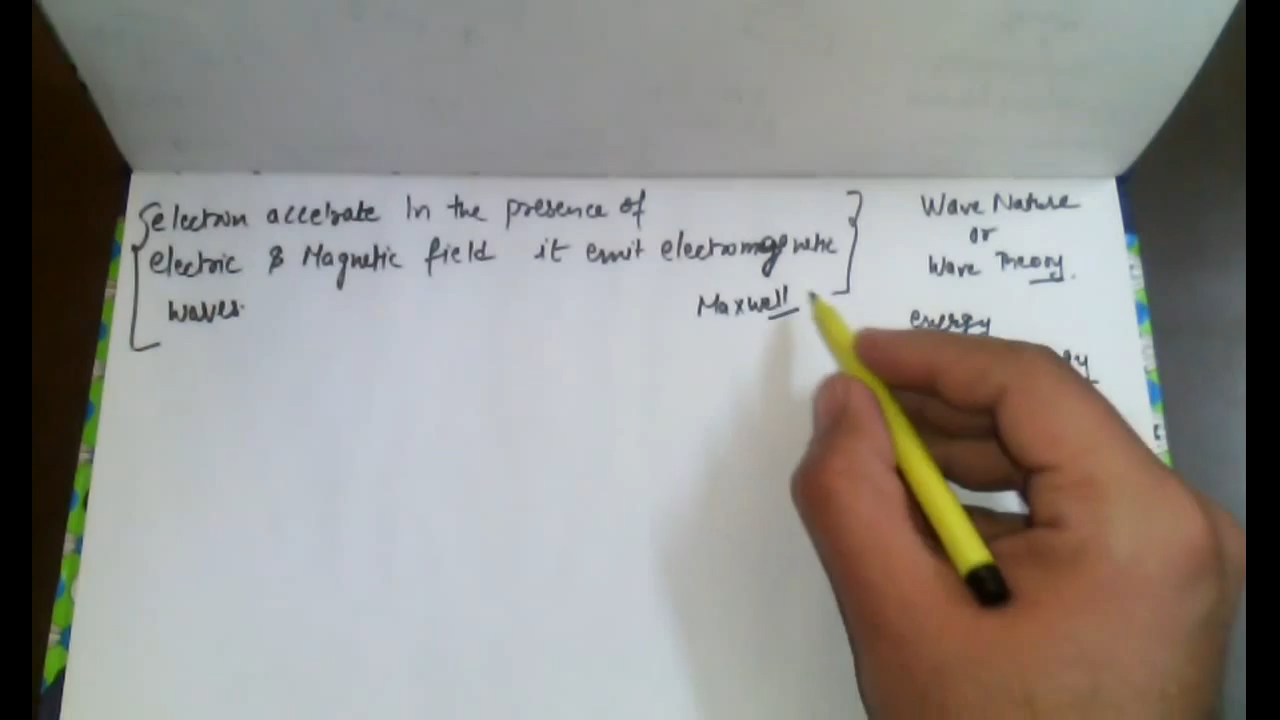 electron accelrate In the presence of
electric & Magnetic field it emit electromagnetic
waves.
Maxwell
Wave Nature
or
Wave Theory.
energy